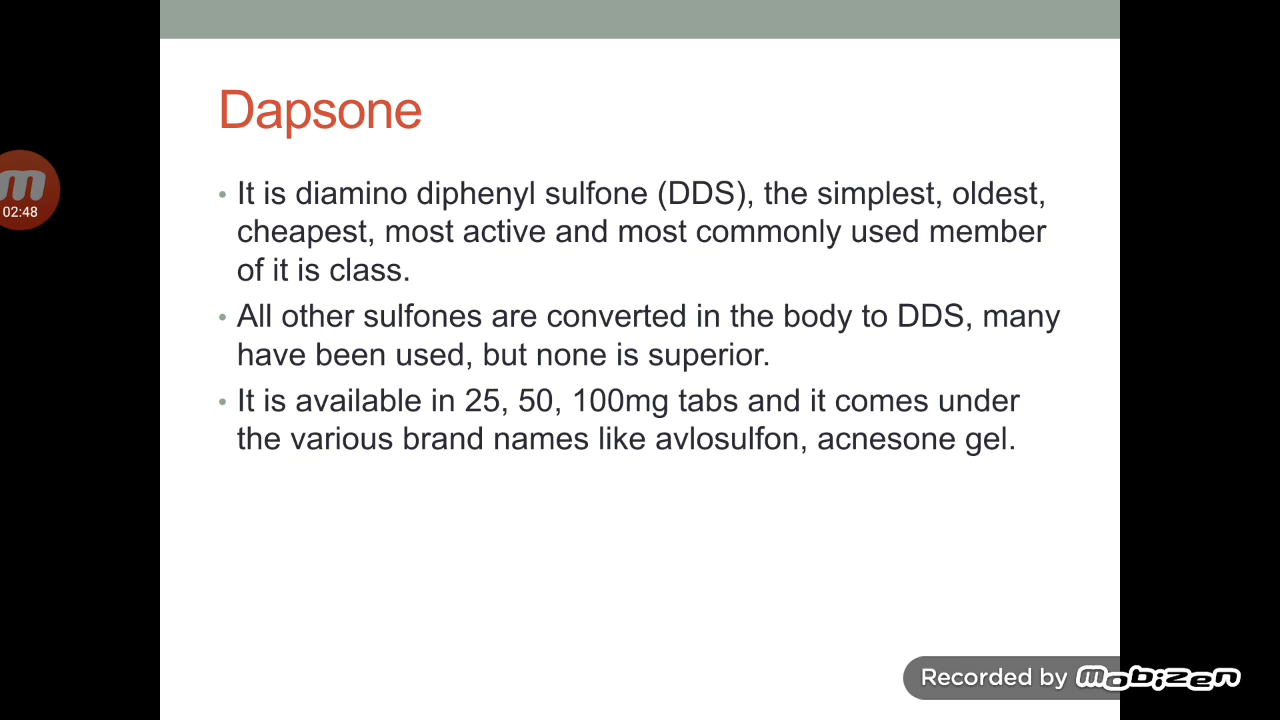 Dapsone
02:48
• It is diamino diphenyl sulfone (DDS), the simplest, oldest,
cheapest, most active and most commonly used member
of it is class.
• All other sulfones are converted in the body to DDS, many
have been used, but none is superior.
• It is available in 25, 50, 100mg tabs and it comes under
the various brand names like avlosulfon, acnesone gel.
Recorded by mobizen